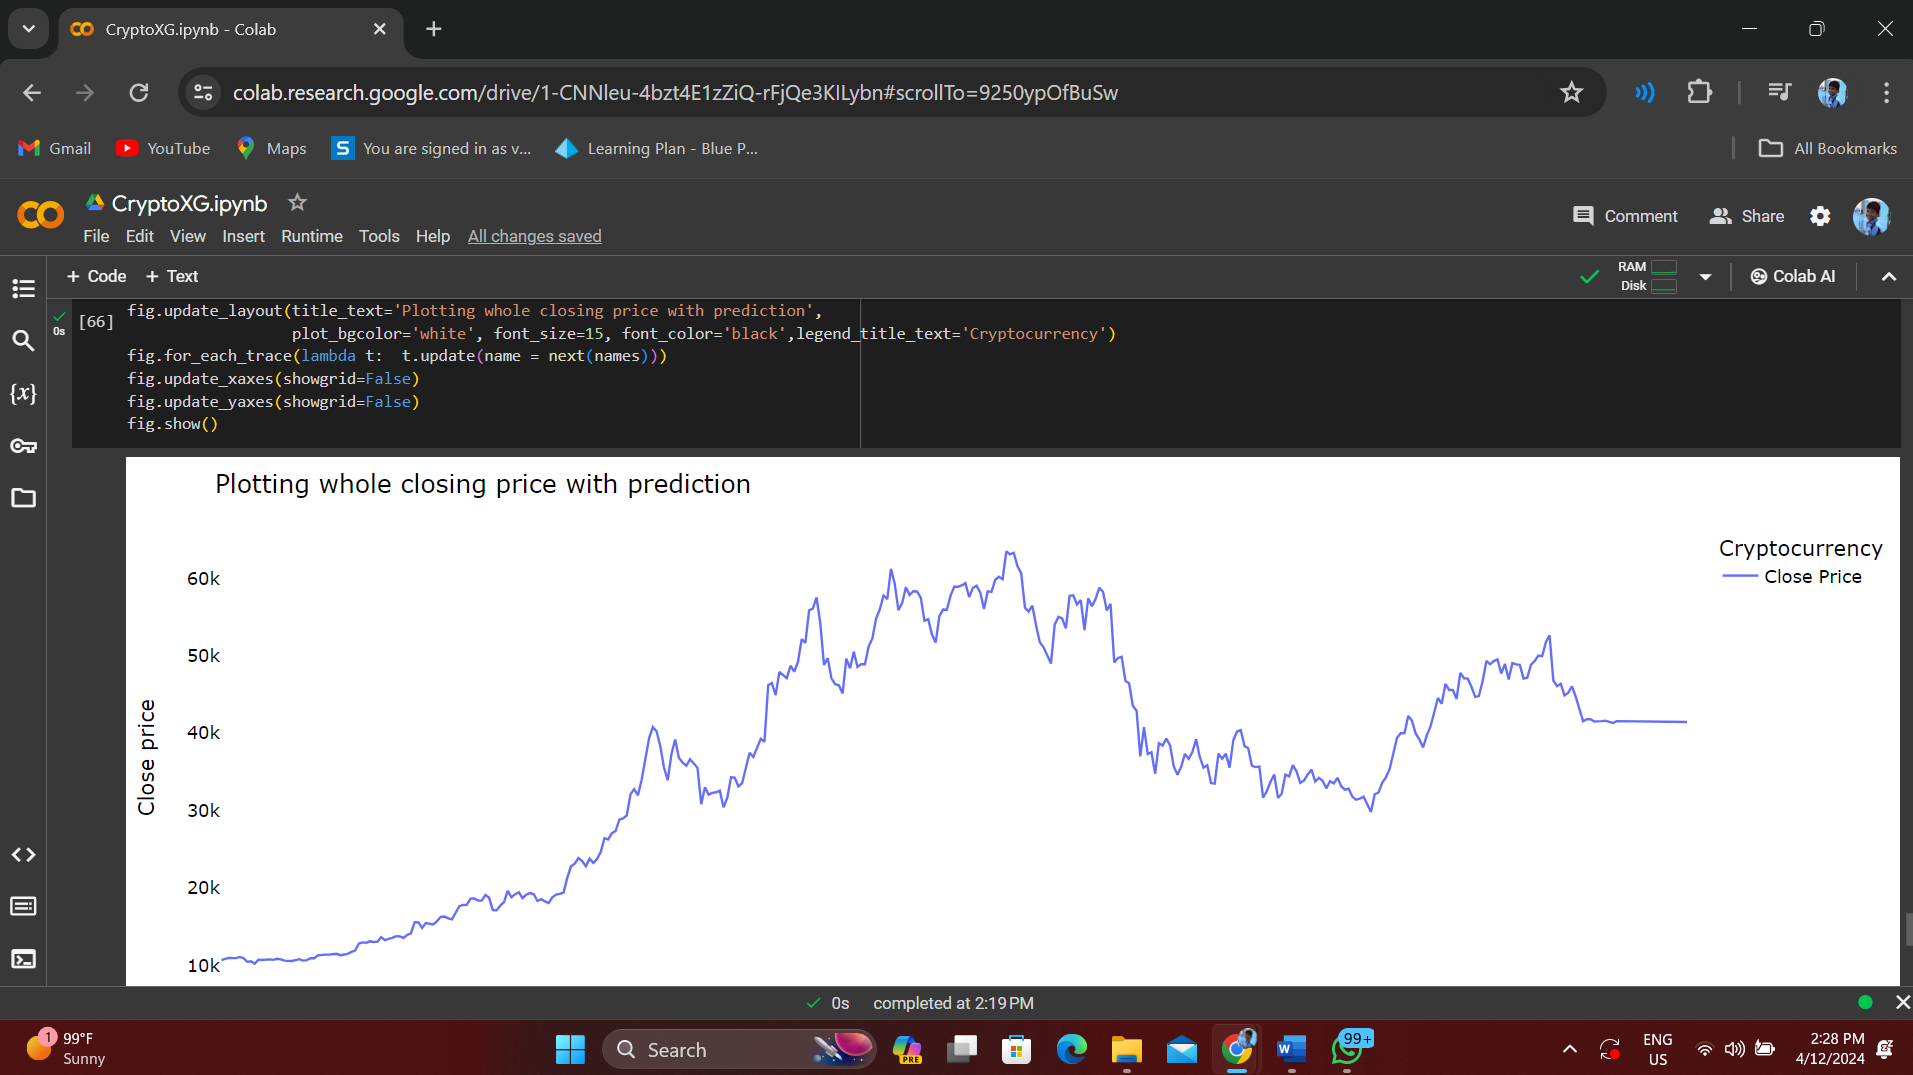 CryptoXG.ipynb - Colab
colab.research.google.com/drive/1-CNNleu-4bzt4E1zZiQ-rFjQe3KILybn#scrollTo=9250ypOfBuSw
Gmail
YouTube
Maps
S
You are signed in as v...
Learning Plan - Blue P...
All Bookmarks
CryptoXG.ipynb
Comment
Share
File Edit View Insert Runtime Tools Help All changes saved
+ Code + Text
RAM
Disk
Colab AI
0s
[66]
fig.update_layout(title_text='Plotting whole closing price with prediction',
plot_bgcolor='white', font_size=15, font_color='black',legend_title_text='Cryptocurrency')
fig.for_each_trace(lambda t:  t.update(name = next(names)))
fig.update_xaxes(showgrid=False)
fig.update_yaxes(showgrid=False)
fig.show()
{x}
Plotting whole closing price with prediction
Cryptocurrency
Close Price
60k
50k
40k
30k
20k
10k
Close price
0s completed at 2:19 PM
1
99°F
Sunny
Search
PRE
W
99+
ENG
US
2:28 PM
4/12/2024